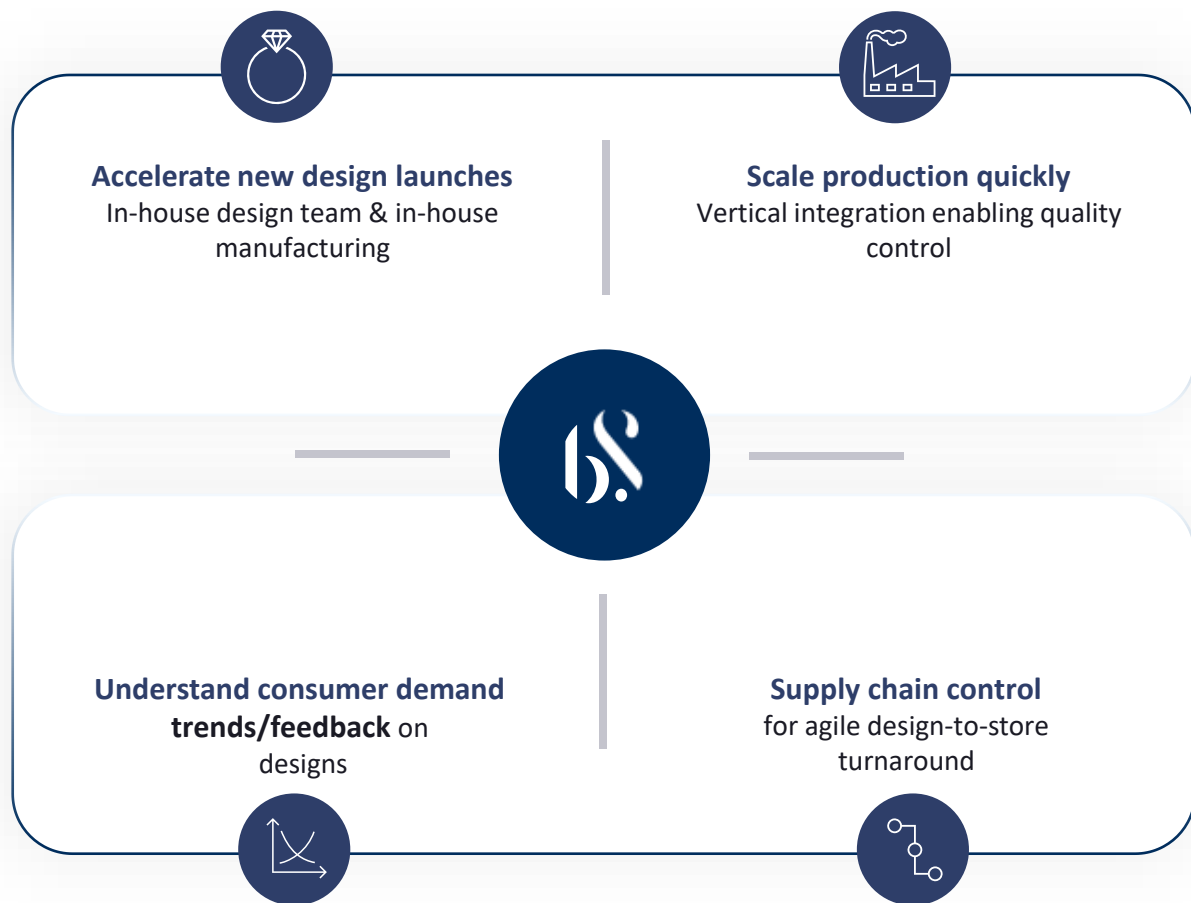 Accelerate new design launches
In-house design team & in-house
manufacturing
Scale production quickly
Vertical integration enabling quality
control
b.S
Understand consumer demand
trends/feedback on
designs
Supply chain control
for agile design-to-store
turnaround